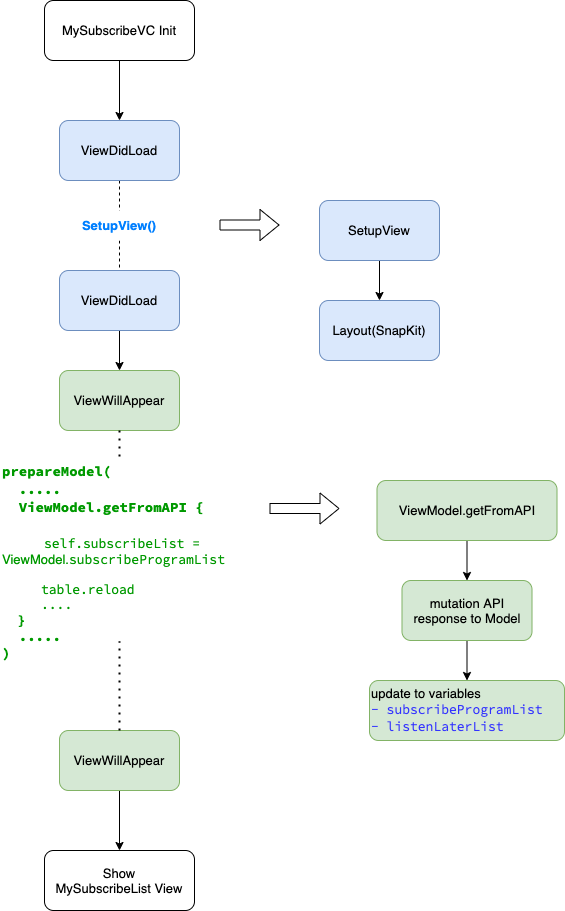 MySubscribeVC Init
ViewDidLoad
SetupView()
ViewDidLoad
ViewWillAppear
prepareModel(
.....
ViewModel.getFromAPI {
self.subscribeList =
ViewModel.subscribeProgramList
table.reload
....
}
.....
)
ViewWillAppear
Show
MySubscribeList View
SetupView
Layout(SnapKit)
ViewModel.getFromAPI
mutation API
response to Model
update to variables
- subscribeProgramList
- listenLaterList